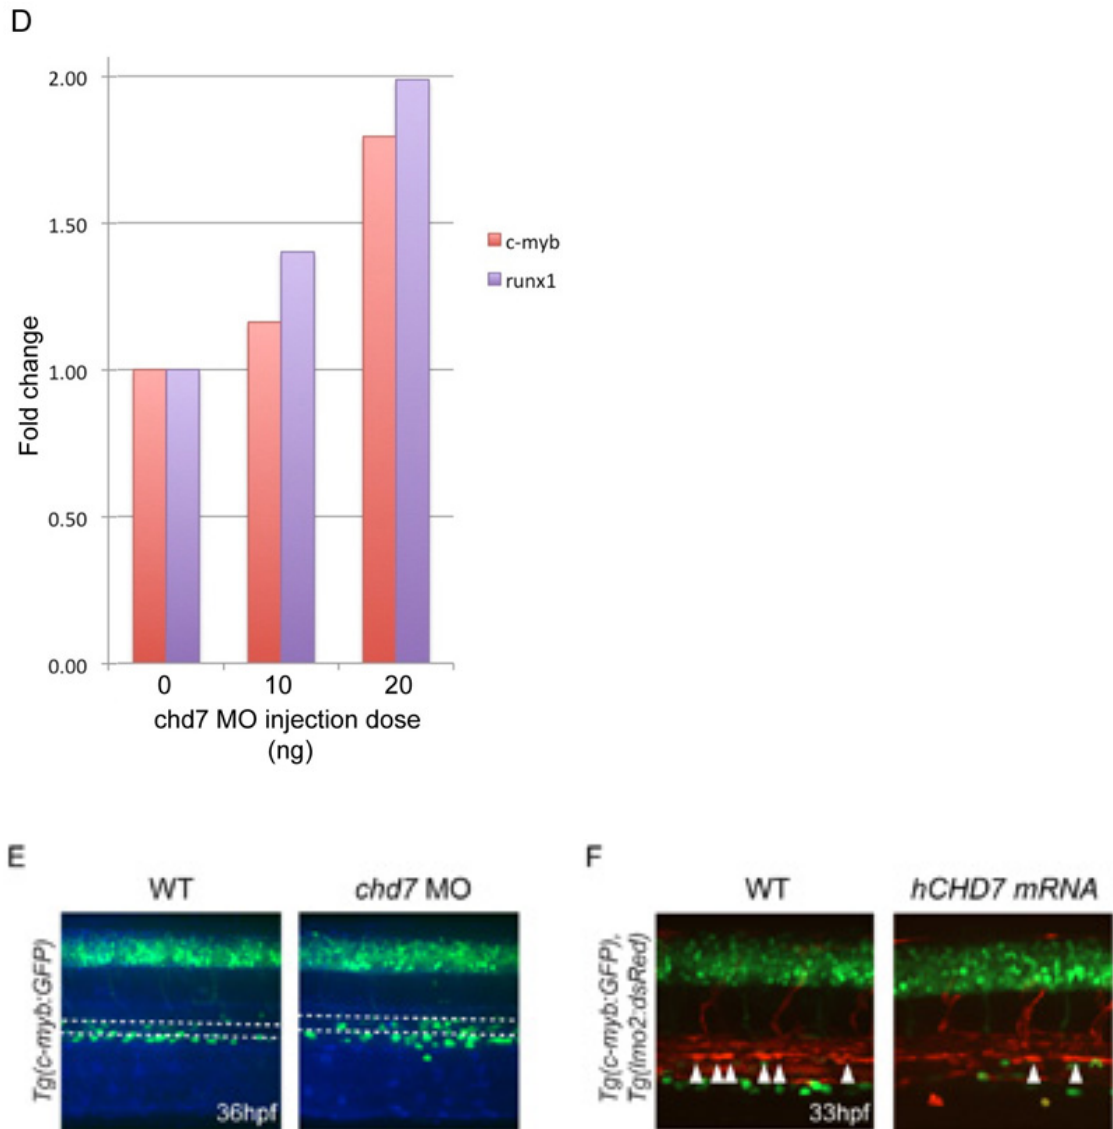 D
2.00
1.50
1.00
0.50
0.00
Fold change
c-myb
runx1
0 10 20
chd7 MO injection dose
(ng)
E
WT
chd7 MO
Tg(c-myb:GFP)
36hpf
F
WT
hCHD7 mRNA
Tg(c-myb:GFP),
Tg(lmo2:dsRed)
33hpf